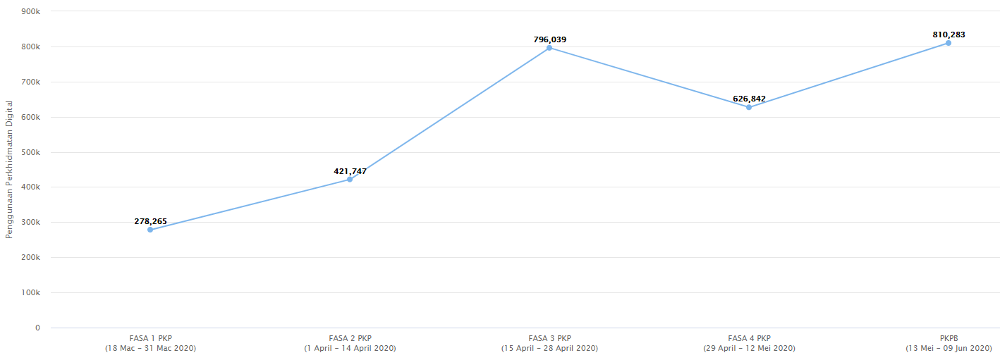 Penggunaan Perkhidmatan Digital
900k
800k
700k
600k
500k
400k
300k
200k
100k
0
278,265
421,747
796,039
626,842
810,283
FASA 1 PKP
(18 Mac – 31 Mac 2020)
FASA 2 PKP
(1 April – 14 April 2020)
FASA 3 PKP
(15 April – 28 April 2020)
FASA 4 PKP
(29 April – 12 Mei 2020)
PKPB
(13 Mei – 09 Jun 2020)